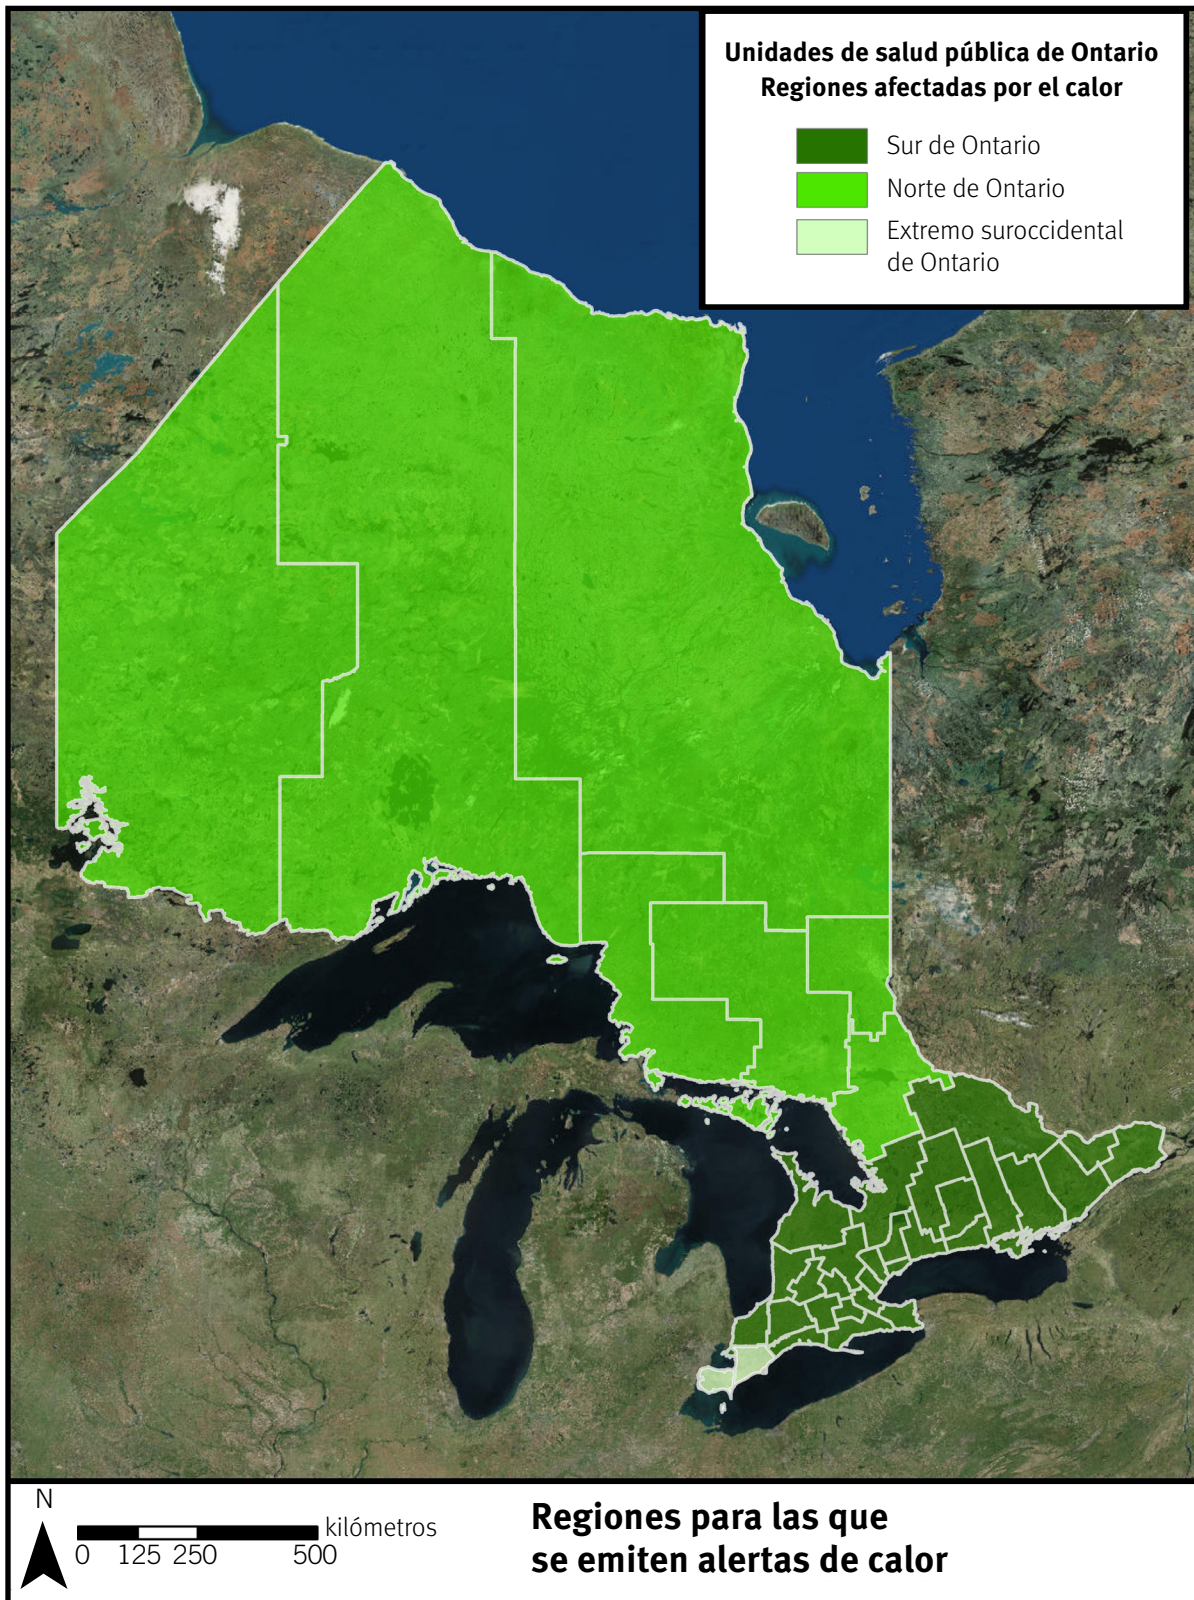 Unidades de salud pública de Ontario
Regiones afectadas por el calor
Sur de Ontario
Norte de Ontario
Extremo suroccidental
de Ontario
N
kilómetros
0 125 250 500
Regiones para las que
se emiten alertas de calor